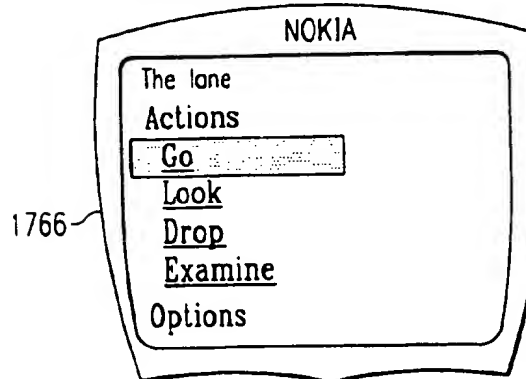 NOKIA
The lane
Actions
Go
Look
Drop
Examine
1766
Options